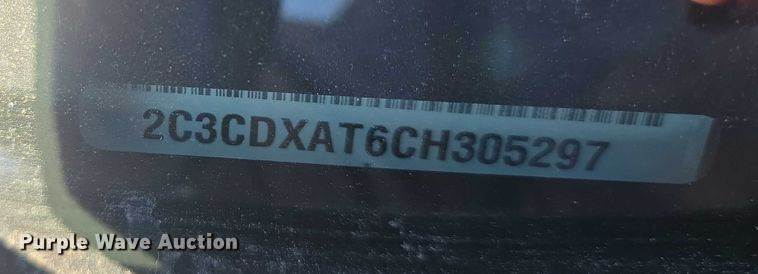 2C3CDXAT6CH305297
Purple Wave Auction